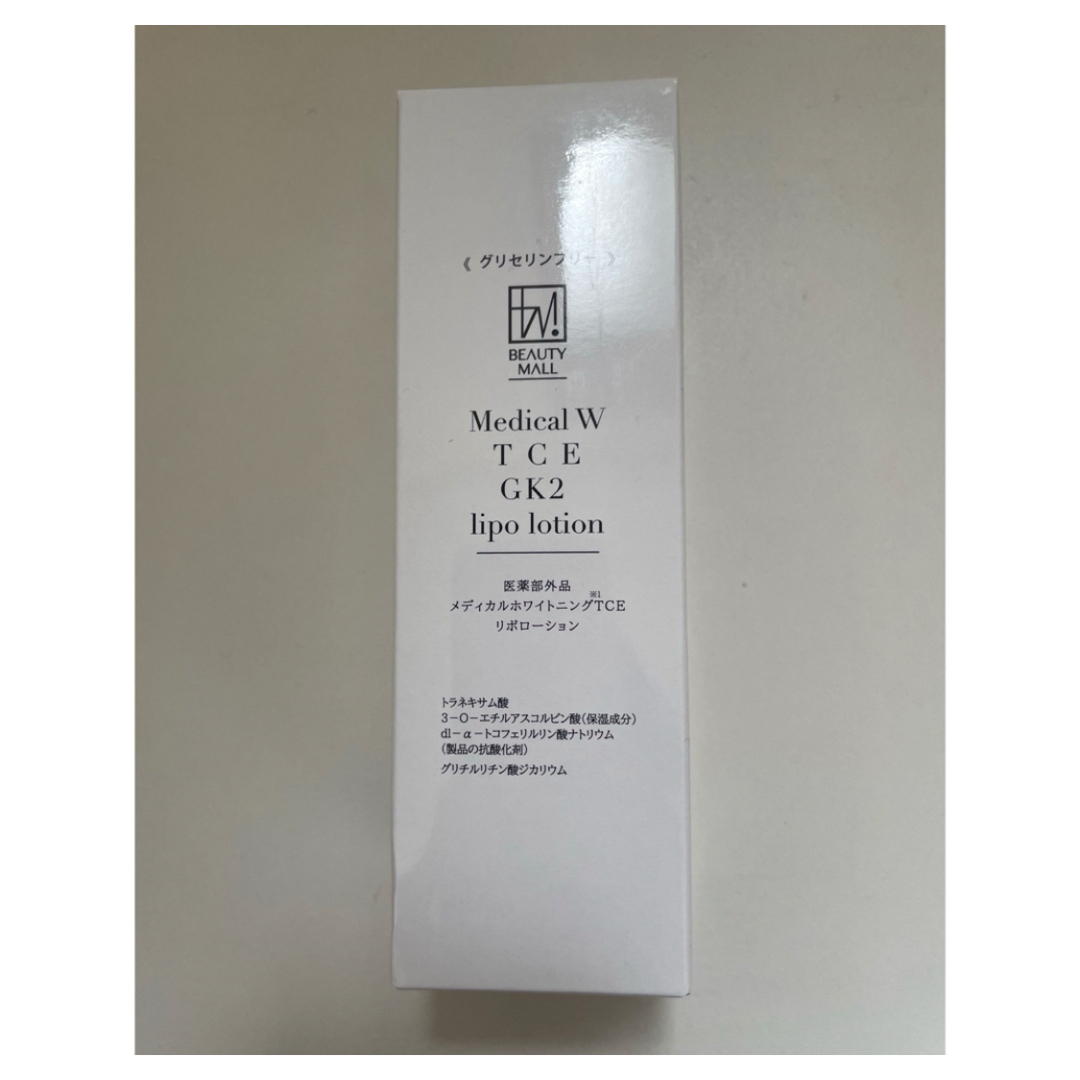 《 グリセリンフリー 》
BEAUTY
MALL
Medical W
T C E
GK2
lipo lotion
医薬部外品
メディカルホワイトニング※1TCE
リポローション
トラネキサム酸
3-O-エチルアスコルビン酸(保湿成分)
dl-α-トコフェリルリン酸ナトリウム
(製品の抗酸化剤)
グリチルリチン酸ジカリウム